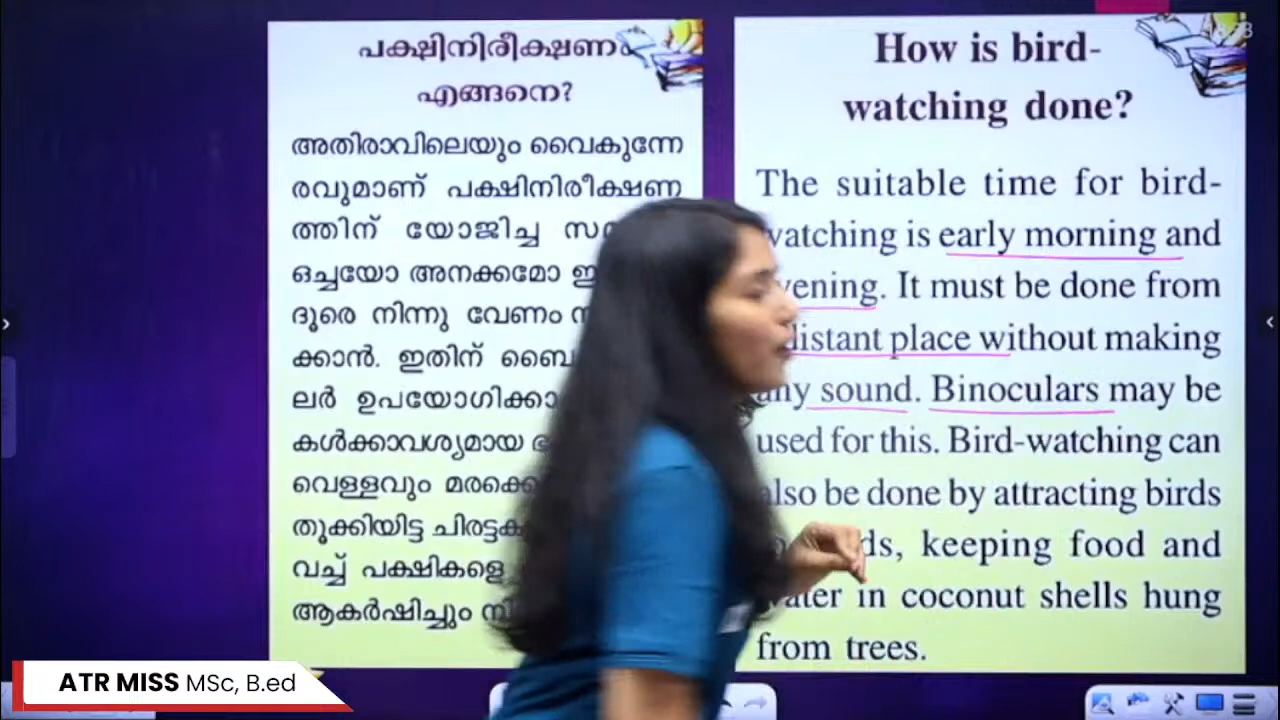 പക്ഷിനിരീക്ഷണം
എങ്ങനെ?
അതിരാവിലെയും വൈകുന്നേ
രവുമാണ് പക്ഷിനിരീക്ഷണ
ത്തിന് യോജിച്ച
ഒച്ചയോ അനക്കമോ
ദൂരെ നിന്നു വേണം
ക്കാൻ. ഇതിന്
ലർ
കൾക്കാവശ്യമായ
വെള്ളവും
തൂക്കിയിട്ട
വച്ച് പക്ഷികളെ
ആകർഷിച്ചും
How is bird-
watching done?
The suitable time for bird-
watching is early morning and
evening. It must be done from
distant place without making
any sound. Binoculars may be
used for this. Bird-watching can
also be done by attracting birds
keeping food and
water in coconut shells hung
from trees.
ATR MISS MSc, B.ed